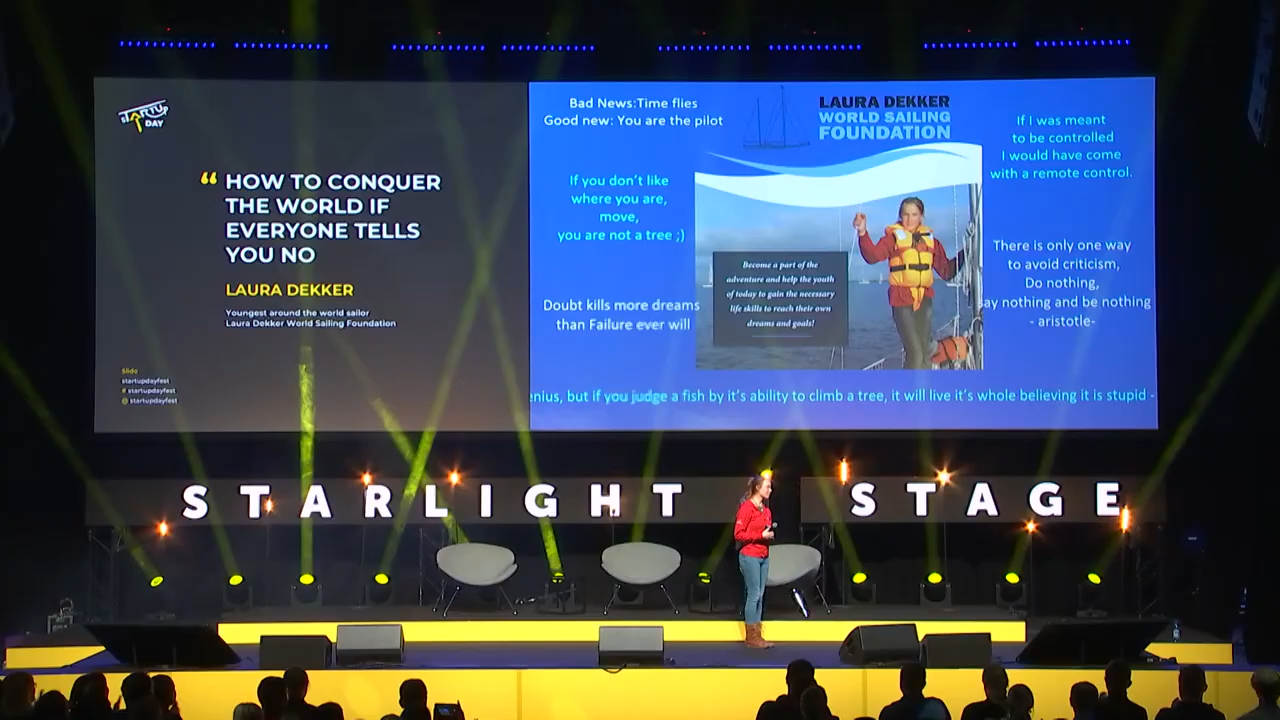 STARTUP
DAY
“ HOW TO CONQUER
THE WORLD IF
EVERYONE TELLS
YOU NO
LAURA DEKKER
Youngest around the world sailor
Laura Dekker World Sailing Foundation
Slido
startupdayfest
startupdayfest
startupdayfest
Bad News:Time flies
Good new: You are the pilot
If you don't like
where you are,
move,
you are not a tree ;)
Doubt kills more dreams
than Failure ever will
LAURA DEKKER
WORLD SAILING
FOUNDATION
Become a part of the
adventure and help the youth
of today to gain the necessary
life skills to reach their own
dreams and goals!
If I was meant
to be controlled
I would have come
with a remote control.
There is only one way
to avoid criticism,
Do nothing,
say nothing and be nothing
- aristotle-
enius, but if you judge a fish by it's ability to climb a tree, it will live it's whole believing it is stupid -
STARLIGHT STAGE